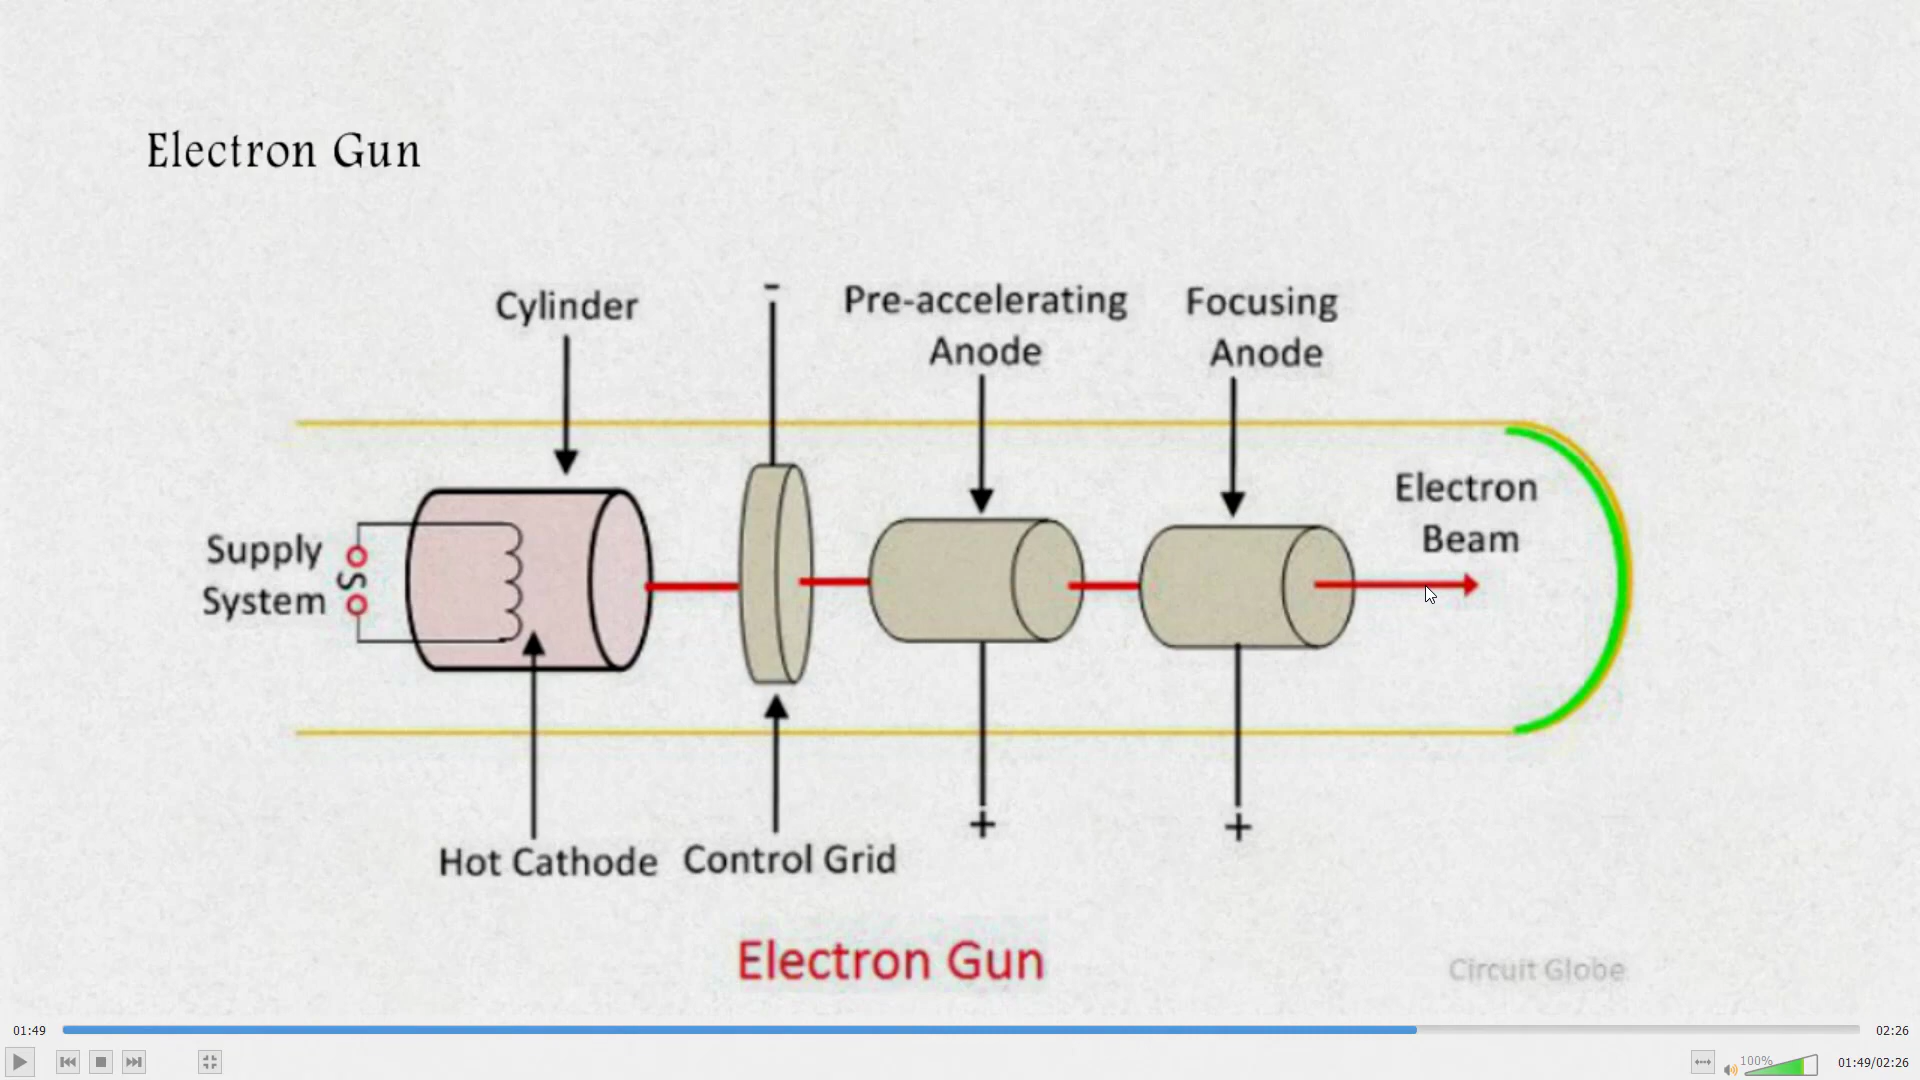 Electron Gun
Cylinder
-
Pre-accelerating
Anode
Focusing
Anode
Electron
Beam
Supply
System
S
+
+
Hot Cathode
Control Grid
Electron Gun
Circuit Globe
01:49
02:26
100%
01:49/02:26